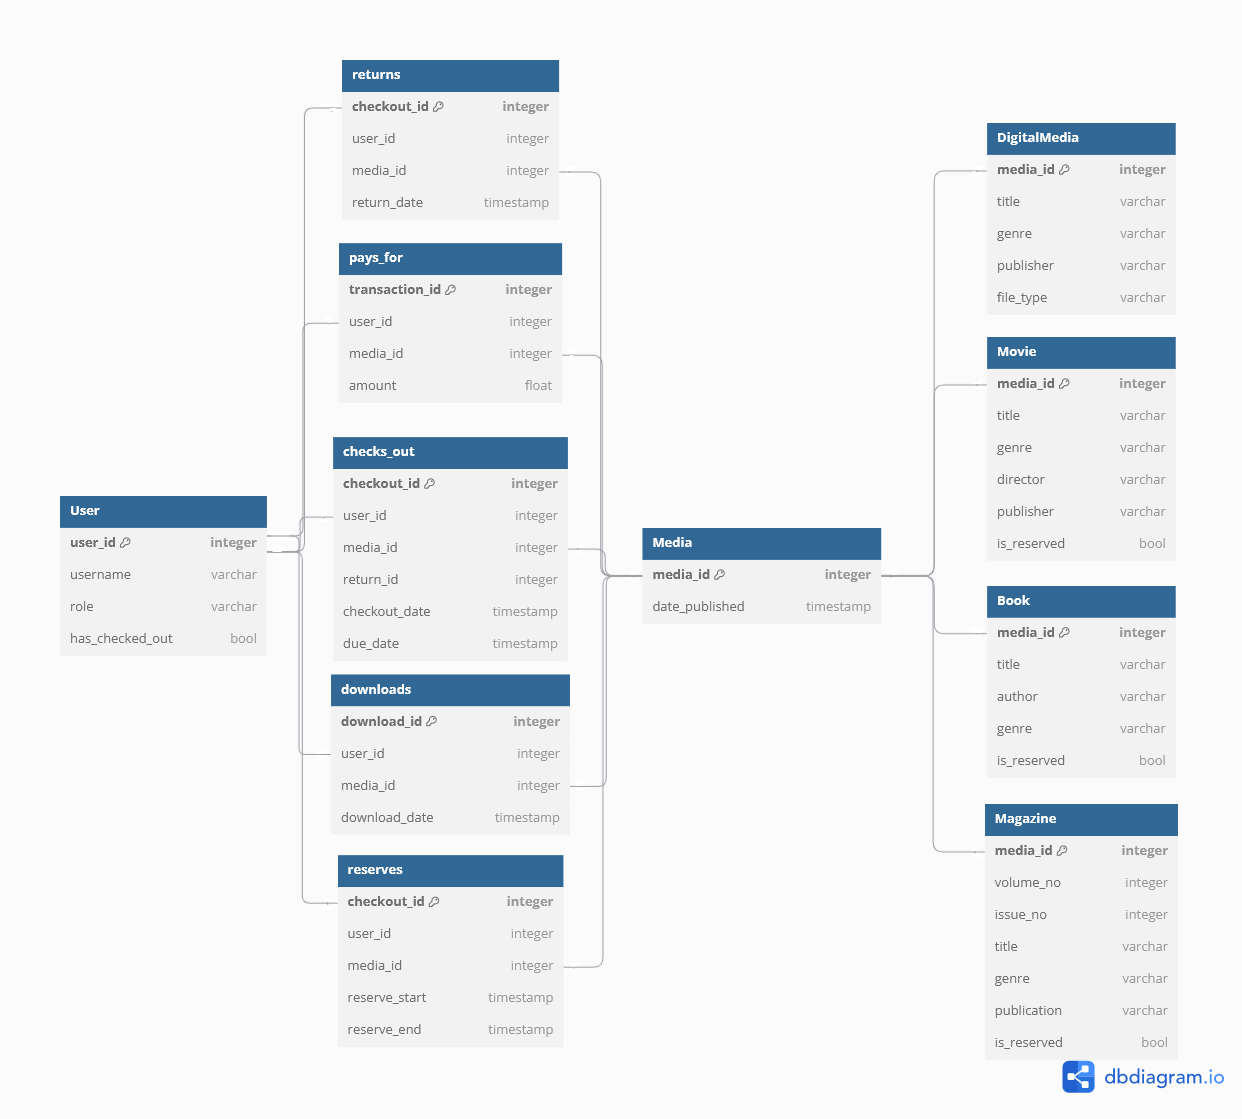 returns
checkout_id integer
user_id integer
media_id integer
return_date timestamp
pays_for
transaction_id integer
user_id integer
media_id integer
amount float
checks_out
checkout_id integer
user_id integer
media_id integer
return_id integer
checkout_date timestamp
due_date timestamp
User
user_id integer
username varchar
role varchar
has_checked_out bool
downloads
download_id integer
user_id integer
media_id integer
download_date timestamp
reserves
checkout_id integer
user_id integer
media_id integer
reserve_start timestamp
reserve_end timestamp
Media
media_id integer
date_published timestamp
DigitalMedia
media_id integer
title varchar
genre varchar
publisher varchar
file_type varchar
Movie
media_id integer
title varchar
genre varchar
director varchar
publisher varchar
is_reserved bool
Book
media_id integer
title varchar
author varchar
genre varchar
is_reserved bool
Magazine
media_id integer
volume_no integer
issue_no integer
title varchar
genre varchar
publication varchar
is_reserved bool
dbdiagram.io